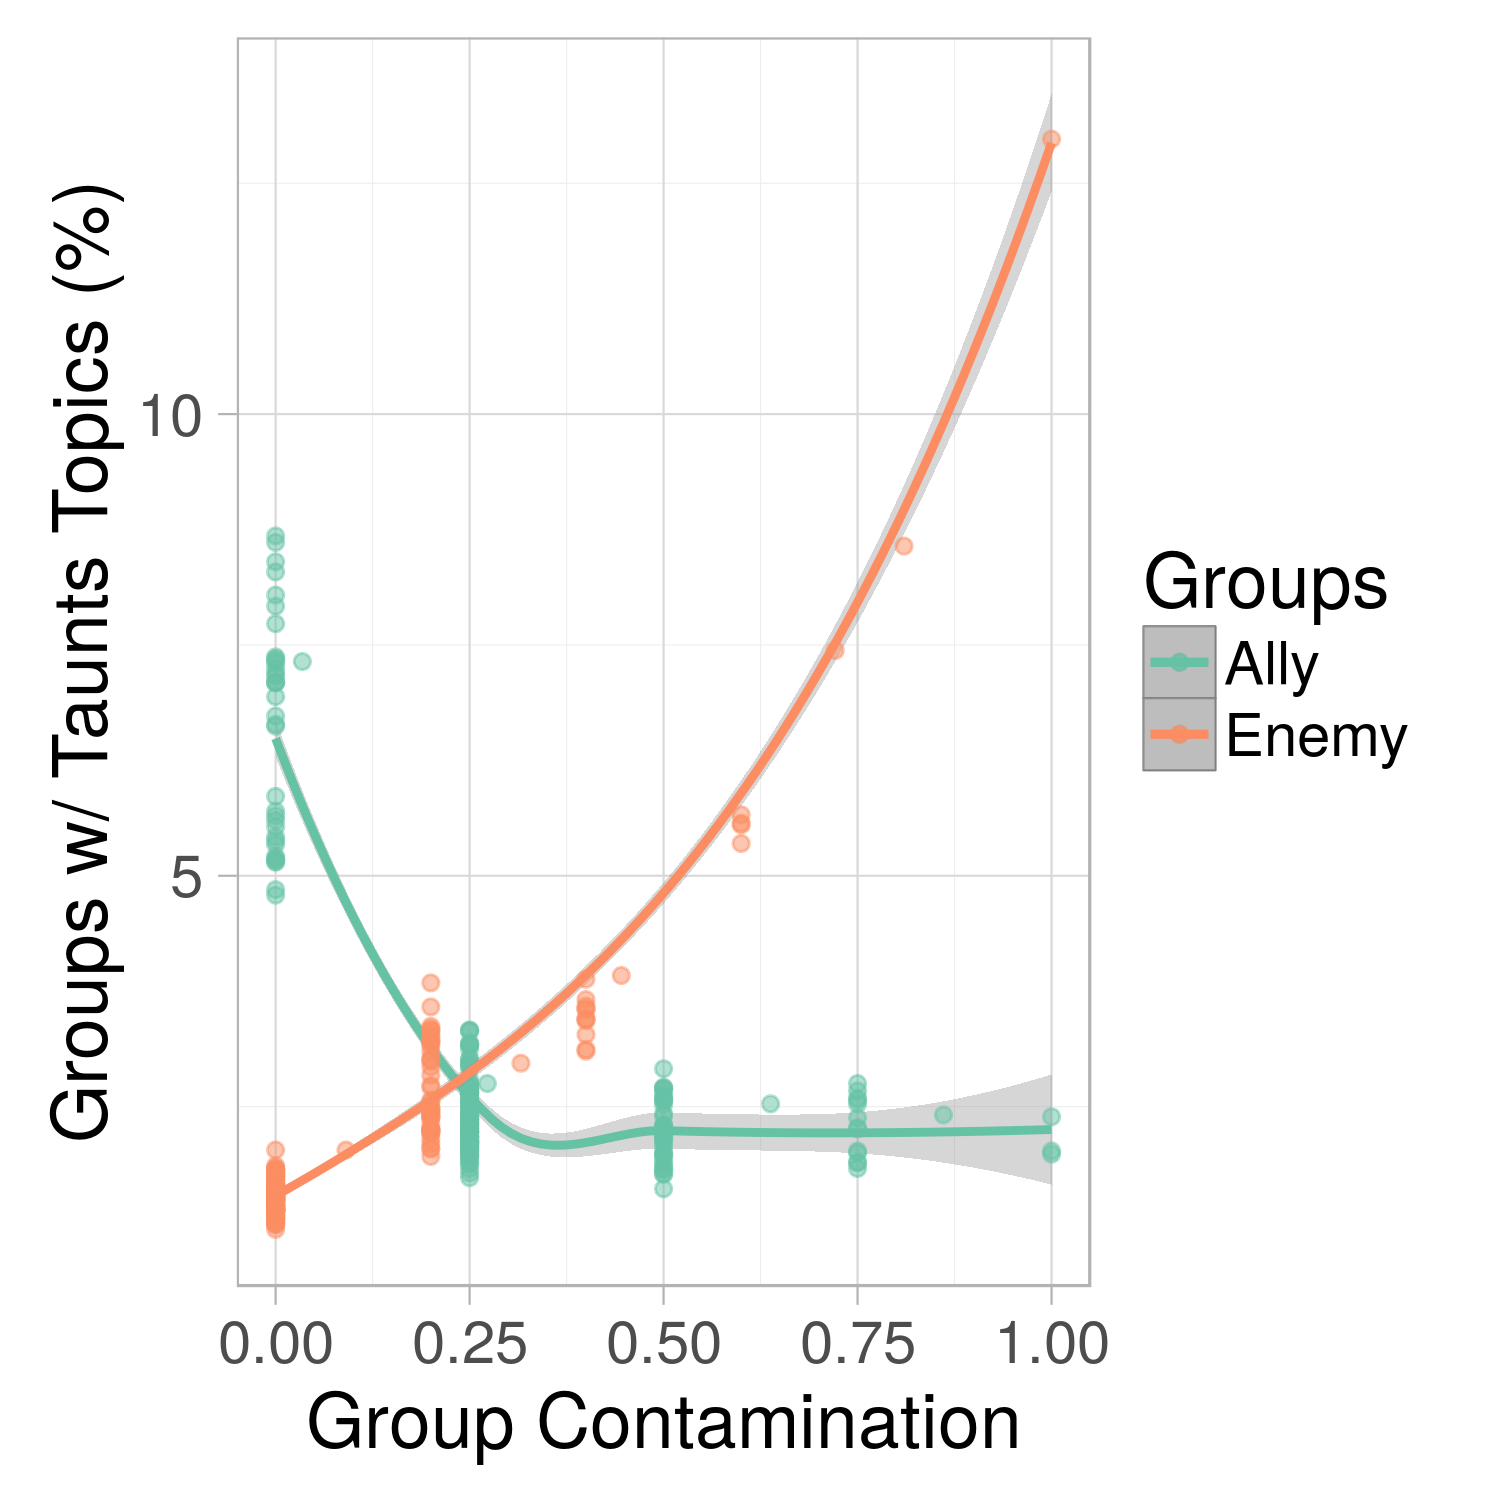 Groups w/ Taunts Topics (%)
10
5
0.00 0.25 0.50 0.75 1.00
Group Contamination
Groups
Ally
Enemy